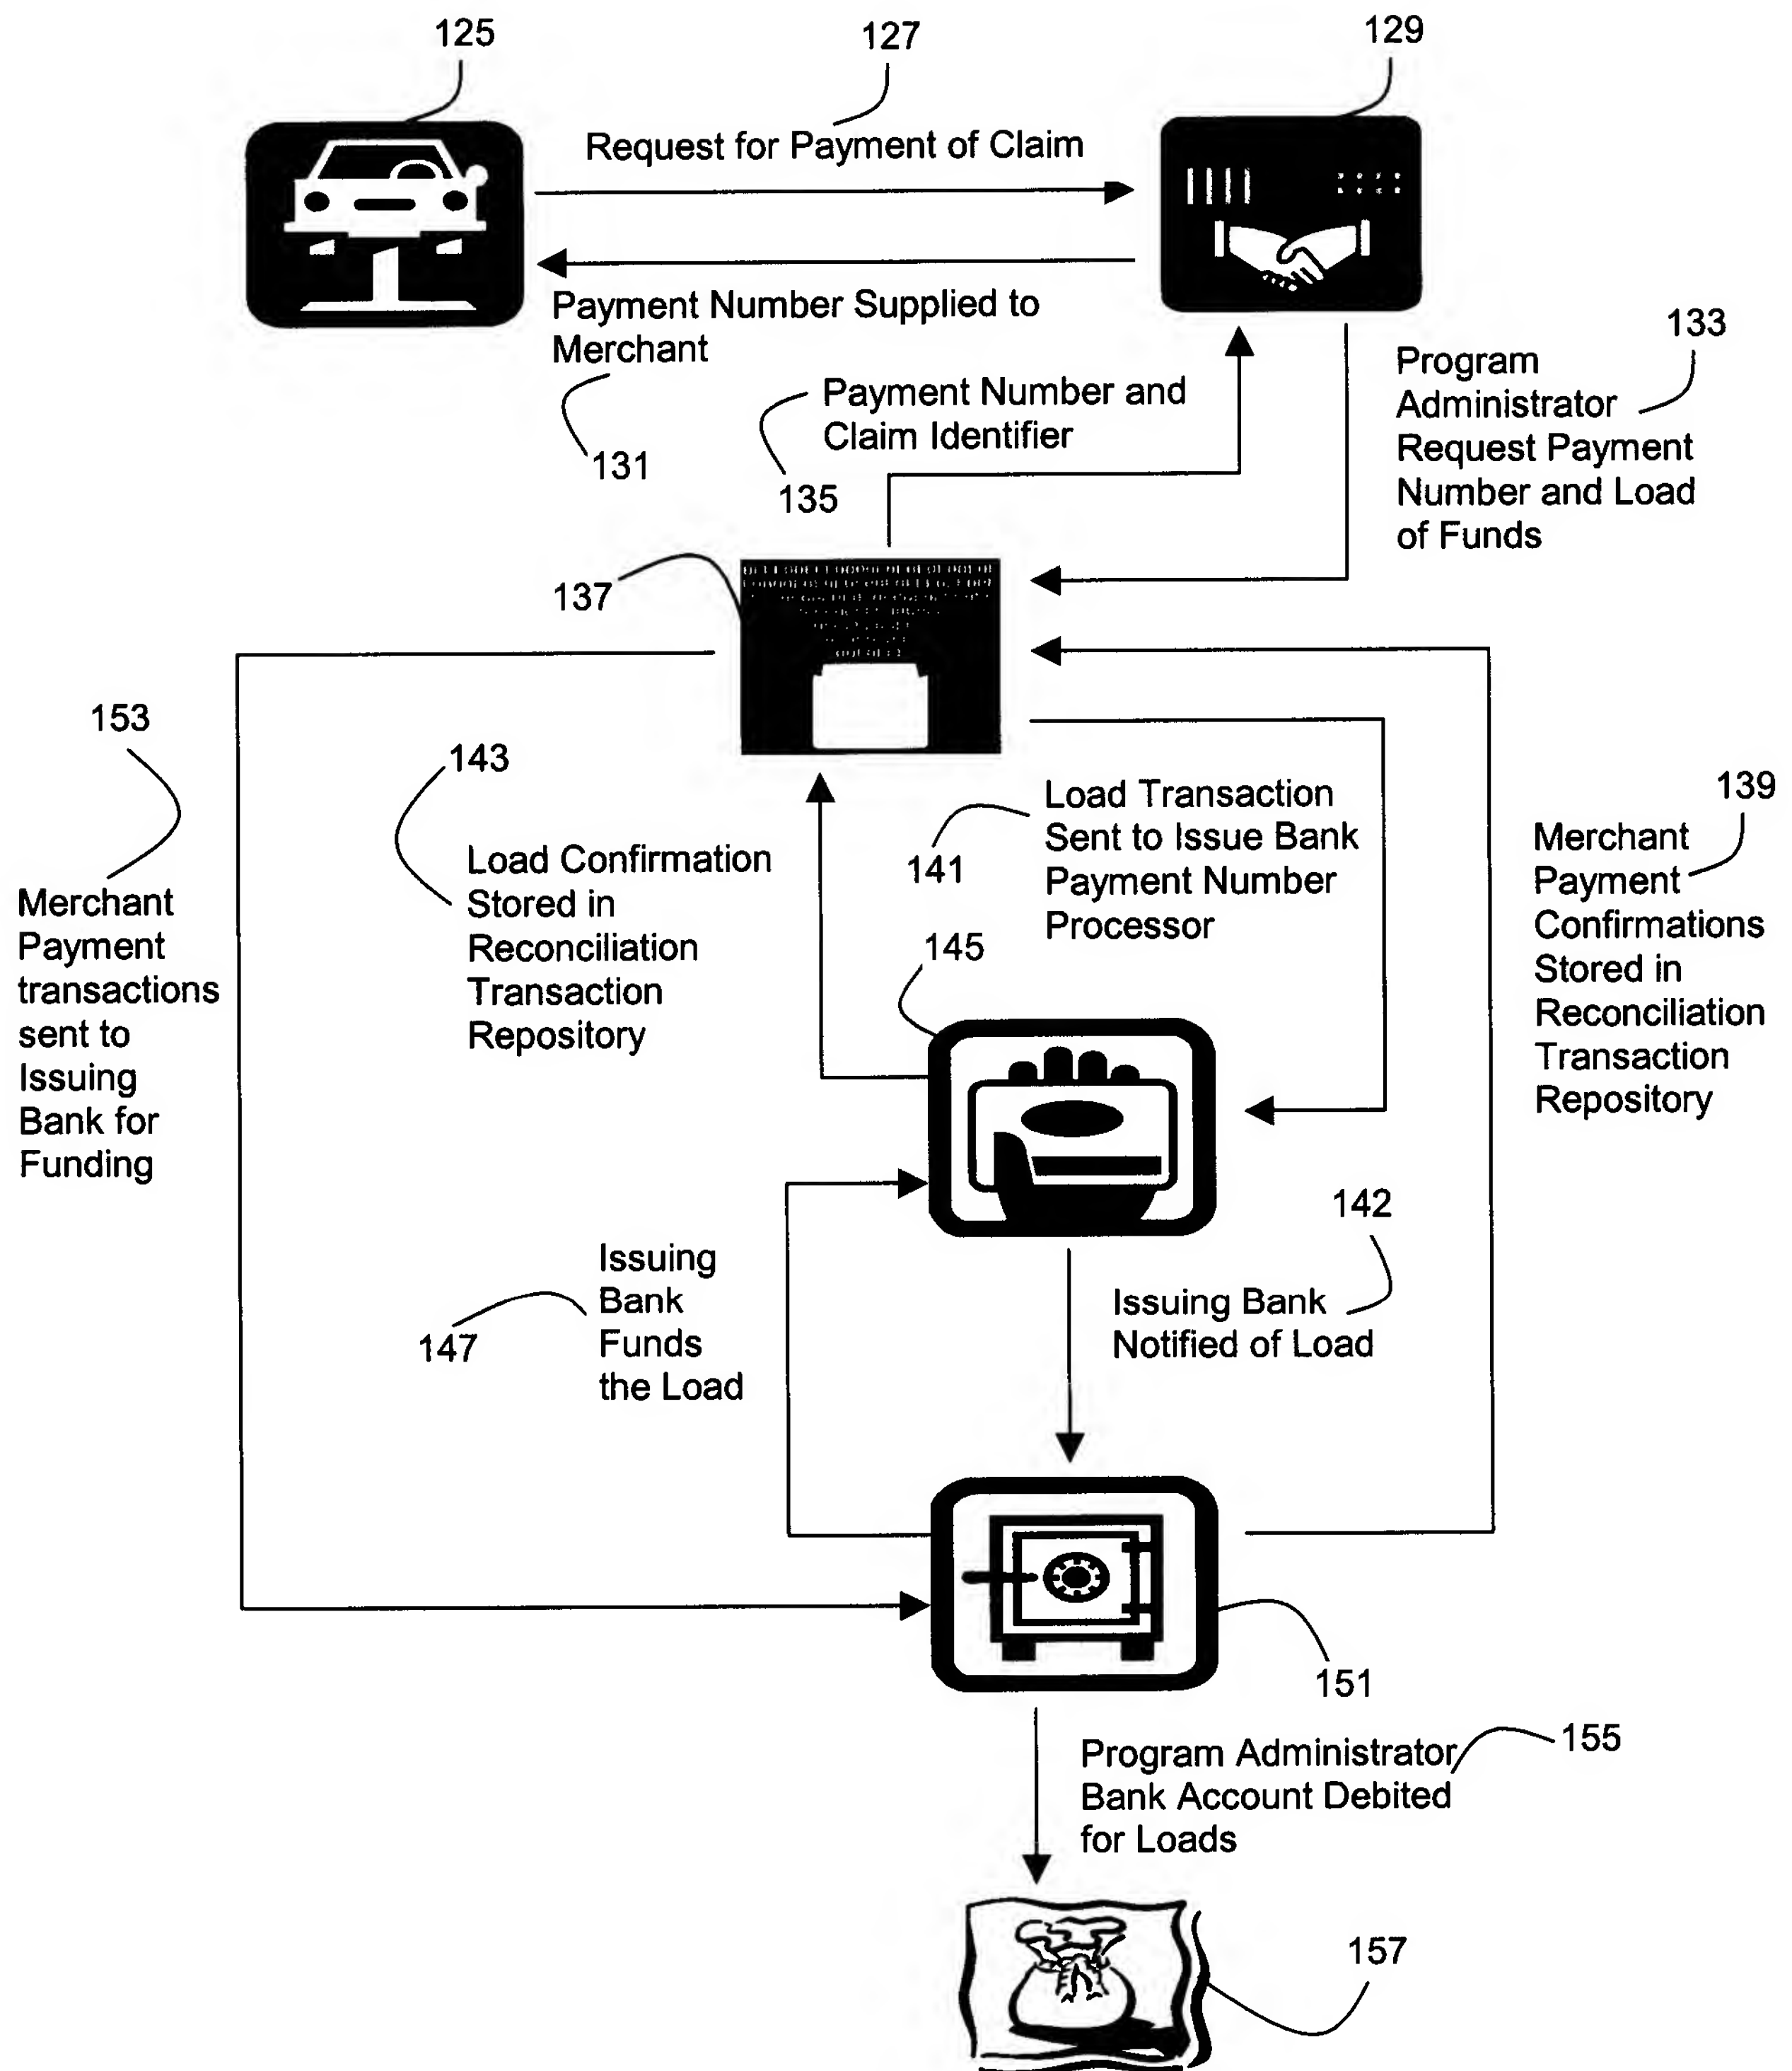 125
127
129
Request for Payment of Claim
Payment Number Supplied to
Merchant
131
133
Program
Administrator
Request Payment
Number and Load
of Funds
Payment Number and
Claim Identifier
135
137
153
Merchant
Payment
transactions
sent to
Issuing
Bank for
Funding
143
Load Confirmation
Stored in
Reconciliation
Transaction
Repository
141
Load Transaction
Sent to Issue Bank
Payment Number
Processor
139
Merchant
Payment
Confirmations
Stored in
Reconciliation
Transaction
Repository
145
147
Issuing
Bank
Funds
the Load
142
Issuing Bank
Notified of Load
151
155
Program Administrator
Bank Account Debited
for Loads
157